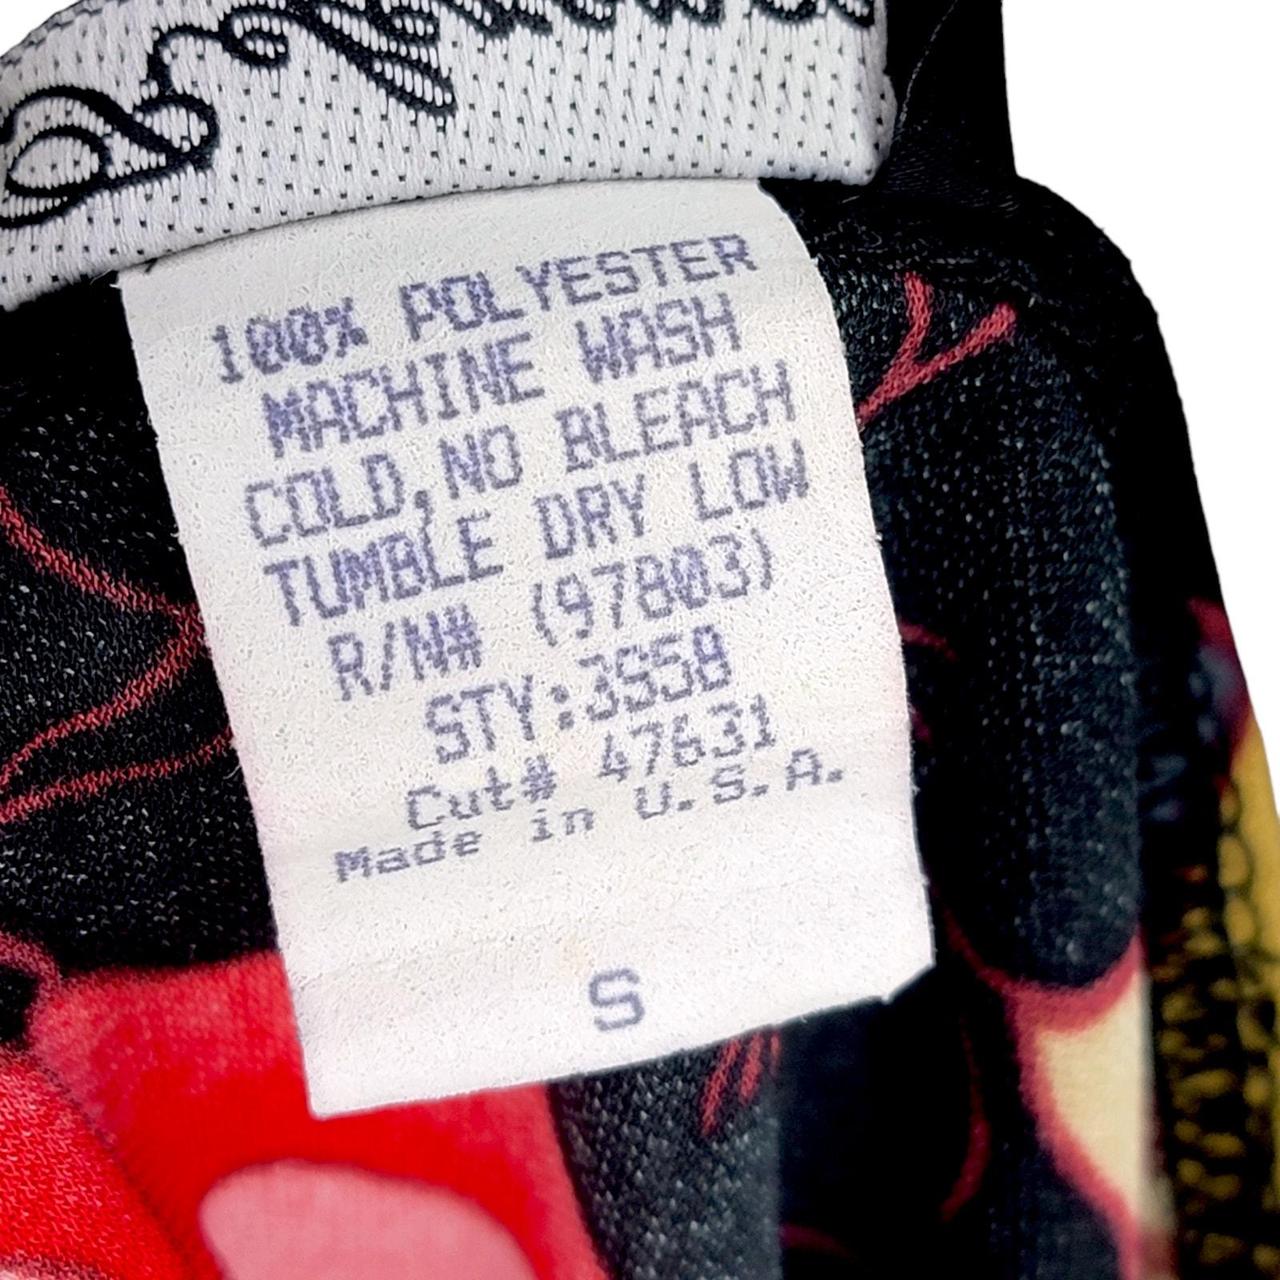 100% POLYESTER
MACHINE WASH
COLD,NO BLEACH
TUMBLE DRY LOW
R/N# (97803)
STY:3558
Cut# 47631
Made in U.S.A.
S